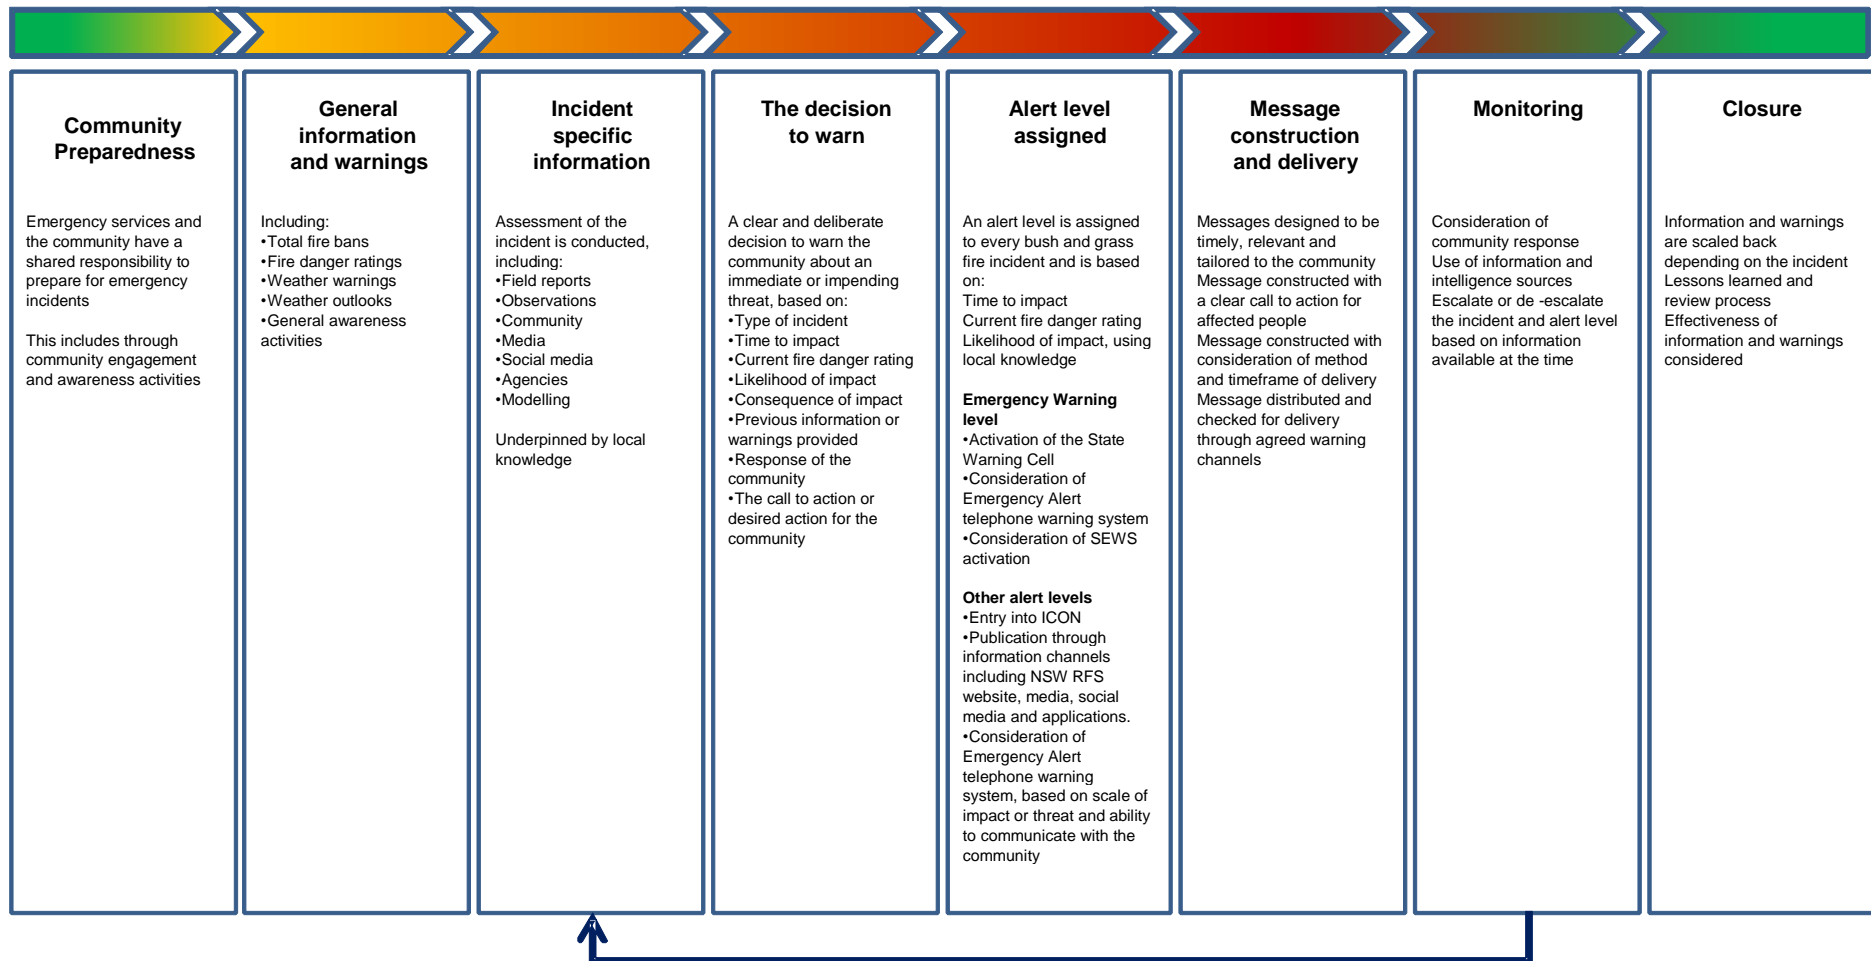 Community
Preparedness
Emergency services and
the community have a
shared responsibility to
prepare for emergency
incidents
This includes through
community engagement
and awareness activities
General
information
and warnings
Including:
•Total fire bans
•Fire danger ratings
•Weather warnings
•Weather outlooks
•General awareness
activities
Incident
specific
information
Assessment of the
incident is conducted,
including:
•Field reports
•Observations
•Community
•Media
•Social media
•Agencies
•Modelling
Underpinned by local
knowledge
The decision
to warn
A clear and deliberate
decision to warn the
community about an
immediate or impending
threat, based on:
•Type of incident
•Time to impact
•Current fire danger rating
•Likelihood of impact
•Consequence of impact
•Previous information or
warnings provided
•Response of the
community
•The call to action or
desired action for the
community
Alert level
assigned
An alert level is assigned
to every bush and grass
fire incident and is based
on:
Time to impact
Current fire danger rating
Likelihood of impact, using
local knowledge
Emergency Warning
level
•Activation of the State
Warning Cell
•Consideration of
Emergency Alert
telephone warning system
•Consideration of SEWS
activation
Other alert levels
•Entry into ICON
•Publication through
information channels
including NSW RFS
website, media, social
media and applications.
•Consideration of
Emergency Alert
telephone warning
system, based on scale of
impact or threat and ability
to communicate with the
community
Message
construction
and delivery
Messages designed to be
timely, relevant and
tailored to the community
Message constructed with
a clear call to action for
affected people
Message constructed with
consideration of method
and timeframe of delivery
Message distributed and
checked for delivery
through agreed warning
channels
Monitoring
Consideration of
community response
Use of information and
intelligence sources
Escalate or de -escalate
the incident and alert level
based on information
available at the time
Closure
Information and warnings
are scaled back
depending on the incident
Lessons learned and
review process
Effectiveness of
information and warnings
considered